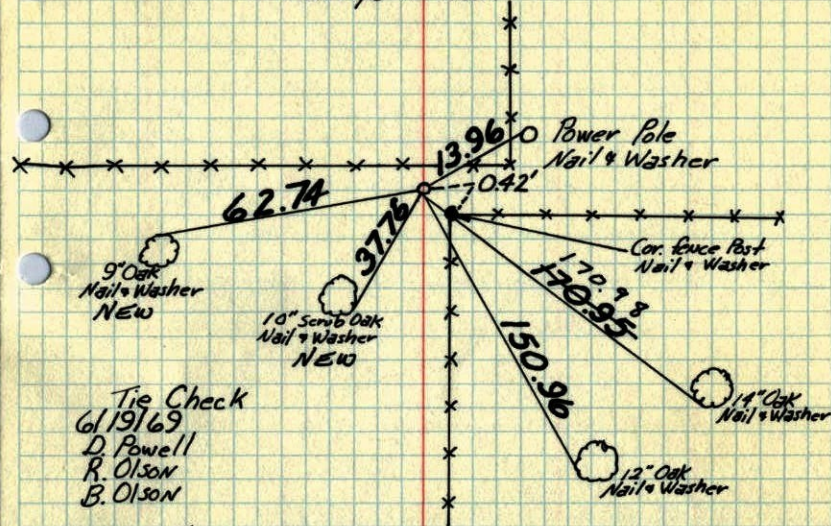 13.96
Power Pole
Nail & Washer
0.42'
62.74
37.76
Cor. fence Post
Nail & Washer
9" Oak
Nail & Washer
NEW
170.98
170.95
10" Scrub Oak
Nail & Washer
NEW
150.96
14" Oak
Nail & Washer
Tie Check
6/19/69
D. Powell
R. Olson
B. Olson
12" Oak
Nail & Washer